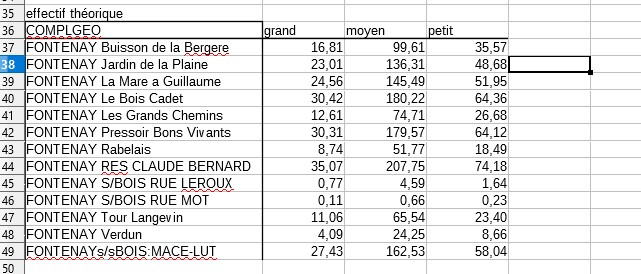 35 effectif théorique
36 COMPLGEO grand moyen petit
37 FONTENAY Buisson de la Bergere 16,81 99,61 35,57
38 FONTENAY Jardin de la Plaine 23,01 136,31 48,68
39 FONTENAY La Mare a Guillaume 24,56 145,49 51,95
40 FONTENAY Le Bois Cadet 30,42 180,22 64,36
41 FONTENAY Les Grands Chemins 12,61 74,71 26,68
42 FONTENAY Pressoir Bons Vivants 30,31 179,57 64,12
43 FONTENAY Rabelais 8,74 51,77 18,49
44 FONTENAY RES CLAUDE BERNARD 35,07 207,75 74,18
45 FONTENAY S/BOIS RUE LEROUX 0,77 4,59 1,64
46 FONTENAY S/BOIS RUE MOT 0,11 0,66 0,23
47 FONTENAY Tour Langevin 11,06 65,54 23,40
48 FONTENAY Verdun 4,09 24,25 8,66
49 FONTENAYs/sBOIS:MACE-LUT 27,43 162,53 58,04
50